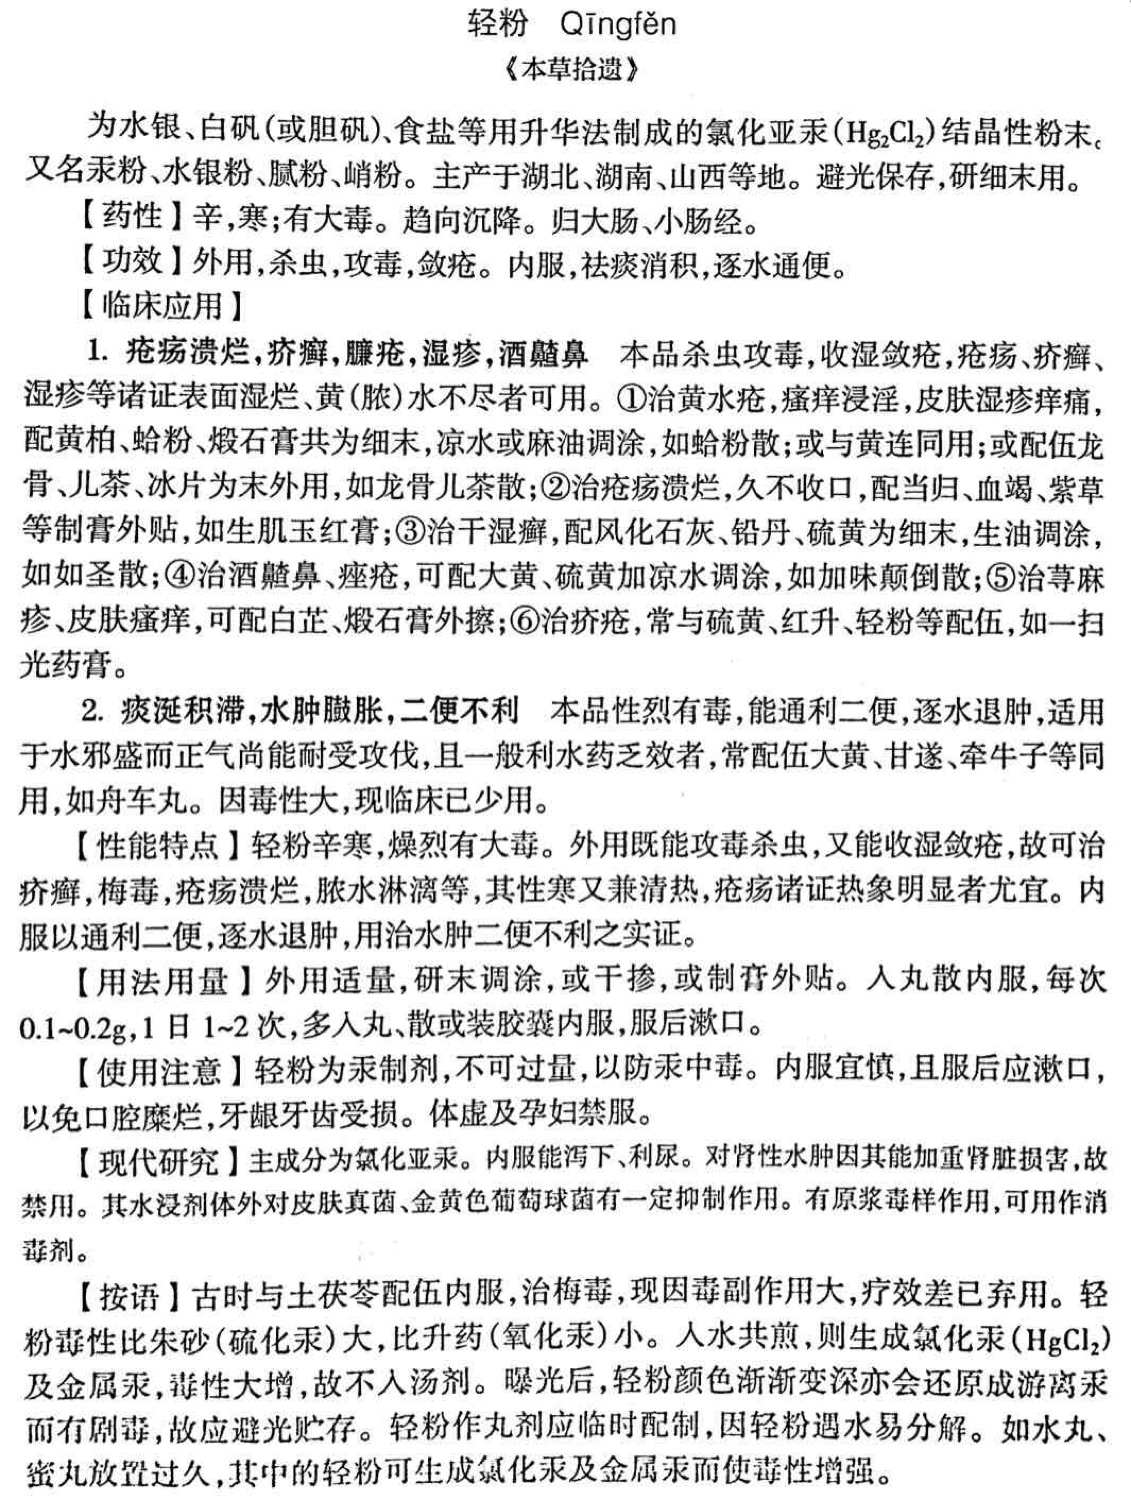 轻粉 Qīngfěn
《本草拾遗》
为水银、白矾(或胆矾)、食盐等用升华法制成的氯化亚汞(Hg₂Cl₂)结晶性粉末。
又名汞粉、水银粉、腻粉、峭粉。主产于湖北、湖南、山西等地。避光保存,研细末用。
【药性】辛,寒;有大毒。趋向沉降。归大肠、小肠经。
【功效】外用,杀虫,攻毒,敛疮。内服,祛痰消积,逐水通便。
【临床应用】
1. 疮疡溃烂,疥癣,臁疮,湿疹,酒齄鼻 本品杀虫攻毒,收湿敛疮,疮疡、疥癣、
湿疹等诸证表面湿烂、黄(脓)水不尽者可用。①治黄水疮,瘙痒浸淫,皮肤湿疹痒痛,
配黄柏、蛤粉、煅石膏共为细末,凉水或麻油调涂,如蛤粉散;或与黄连同用;或配伍龙
骨、儿茶、冰片为末外用,如龙骨儿茶散;②治疮疡溃烂,久不收口,配当归、血竭、紫草
等制膏外贴,如生肌玉红膏;③治干湿癣,配风化石灰、铅丹、硫黄为细末,生油调涂,
如如圣散;④治酒齄鼻、痤疮,可配大黄、硫黄加凉水调涂,如加味颠倒散;⑤治荨麻
疹、皮肤瘙痒,可配白芷、煅石膏外擦;⑥治疥疮,常与硫黄、红升、轻粉等配伍,如一扫
光药膏。
2. 痰涎积滞,水肿臌胀,二便不利 本品性烈有毒,能通利二便,逐水退肿,适用
于水邪盛而正气尚能耐受攻伐,且一般利水药乏效者,常配伍大黄、甘遂、牵牛子等同
用,如舟车丸。因毒性大,现临床已少用。
【性能特点】轻粉辛寒,燥烈有大毒。外用既能攻毒杀虫,又能收湿敛疮,故可治
疥癣,梅毒,疮疡溃烂,脓水淋漓等,其性寒又兼清热,疮疡诸证热象明显者尤宜。内
服以通利二便,逐水退肿,用治水肿二便不利之实证。
【用法用量】外用适量,研末调涂,或干掺,或制膏外贴。入丸散内服,每次
0.1~0.2g,1日1~2次,多入丸、散或装胶囊内服,服后漱口。
【使用注意】轻粉为汞制剂,不可过量,以防汞中毒。内服宜慎,且服后应漱口,
以免口腔糜烂,牙龈牙齿受损。体虚及孕妇禁服。
【现代研究】主成分为氯化亚汞。内服能泻下、利尿。对肾性水肿因其能加重肾脏损害,故
禁用。其水浸剂体外对皮肤真菌、金黄色葡萄球菌有一定抑制作用。有原浆毒样作用,可用作消
毒剂。
【按语】古时与土茯苓配伍内服,治梅毒,现因毒副作用大,疗效差已弃用。轻
粉毒性比朱砂(硫化汞)大,比升药(氧化汞)小。入水共煎,则生成氯化汞(HgCl₂)
及金属汞,毒性大增,故不入汤剂。曝光后,轻粉颜色渐渐变深亦会还原成游离汞
而有剧毒,故应避光贮存。轻粉作丸剂应临时配制,因轻粉遇水易分解。如水丸、
蜜丸放置过久,其中的轻粉可生成氯化汞及金属汞而使毒性增强。